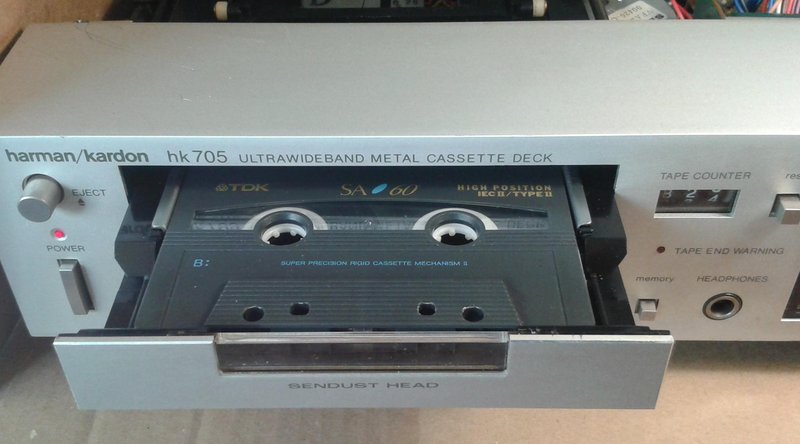 harman/kardon hk705 ULTRAWIDEBAND METAL CASSETTE DECK
EJECT
POWER
TDK SA 60 HIGH POSITION
IEC II/TYPE II
B:
SUPER PRECISION RIGID CASSETTE MECHANISM II
SENDUST HEAD
TAPE COUNTER
TAPE END WARNING
memory
HEADPHONES